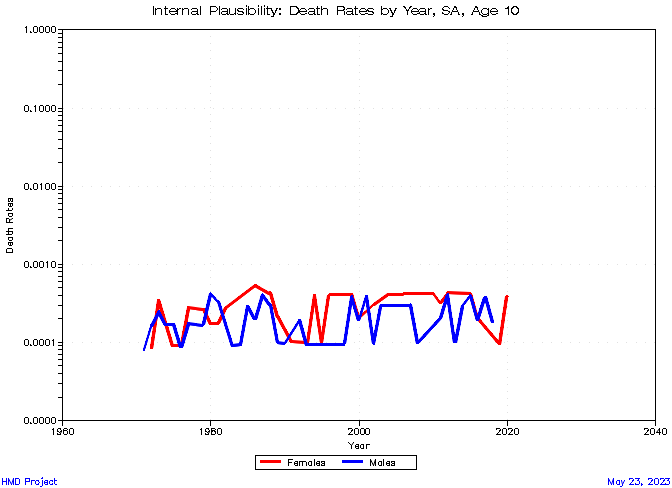 Internal Plausibility: Death Rates by Year, SA, Age 10
1.0000
0.1000
0.0100
0.0010
0.0001
0.0000
Death Rates
1960 1980 2000 2020 2040
Year
Females Males
HMD Project May 23, 2023